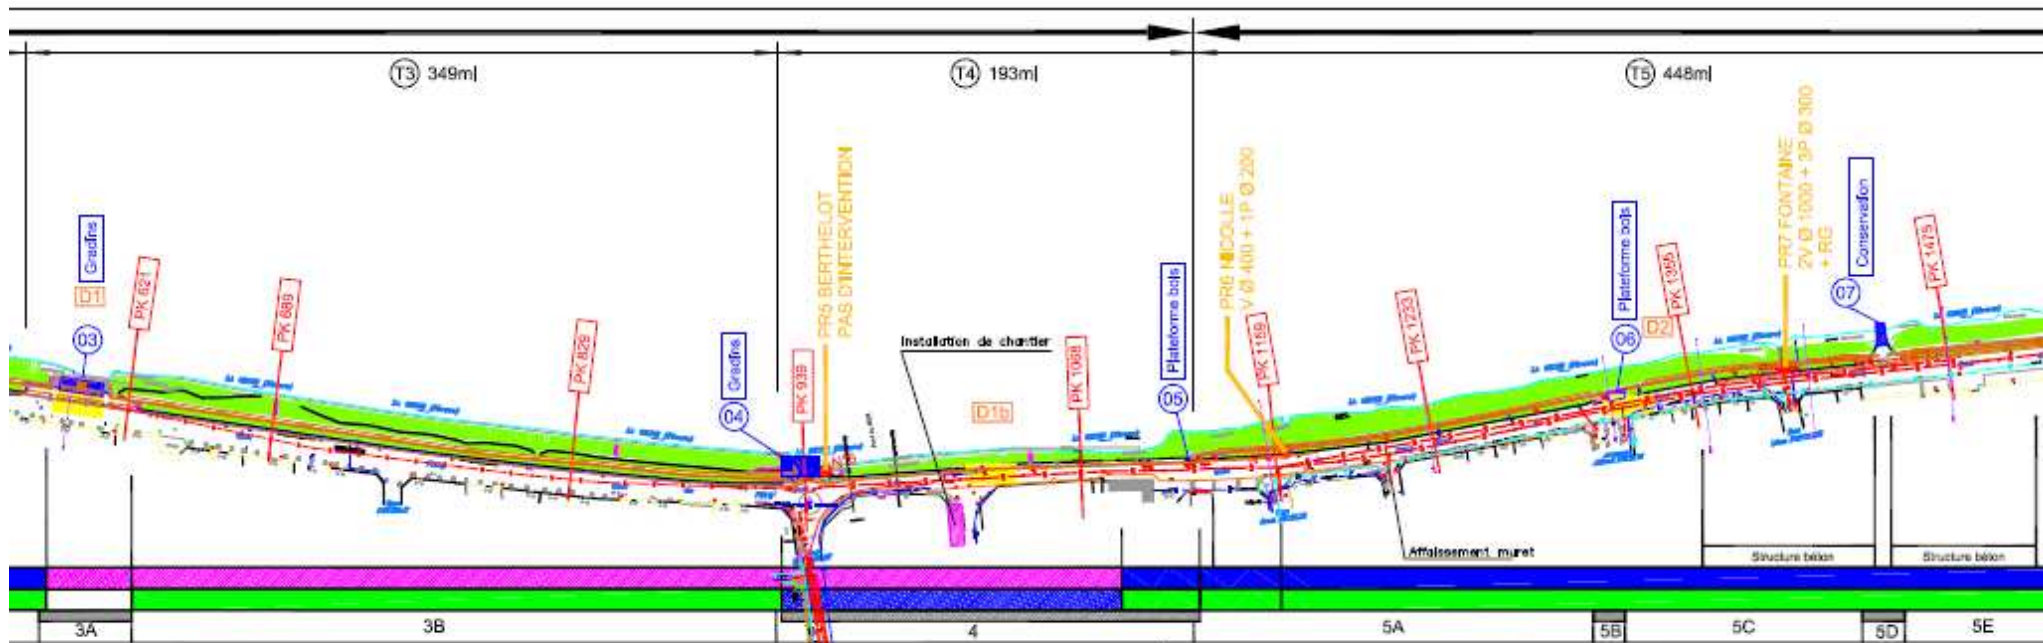 T3 349ml
T4 193ml
T5 448ml
Gradins
D1
03
PK 621
PK 689
PK 829
Gradins
04
PK 939
PR5 BERTHELOT
PAS D'INTERVENTION
Installation de chantier
D1b
PK 1068
Plateforme bois
05
PR6 NICOLLE
V Ø 400 + 1P Ø 200
PK 1169
PK 1233
Plateforme bois
06
D2
PK 1355
PR7 FONTAINE
2V Ø 1000 + 3P Ø 300
+ RG
Conservation
07
PK 1475
Affaissement muret
Structure béton
Structure béton
3A
3B
4
5A
5B
5C
5D
5E